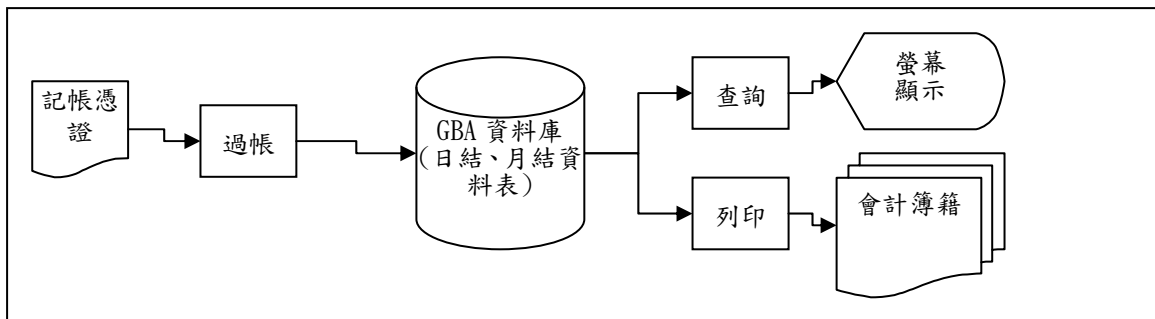 記帳憑
證
過帳
GBA 資料庫
(日結、月結資
料表)
查詢
螢幕
顯示
列印
會計簿籍